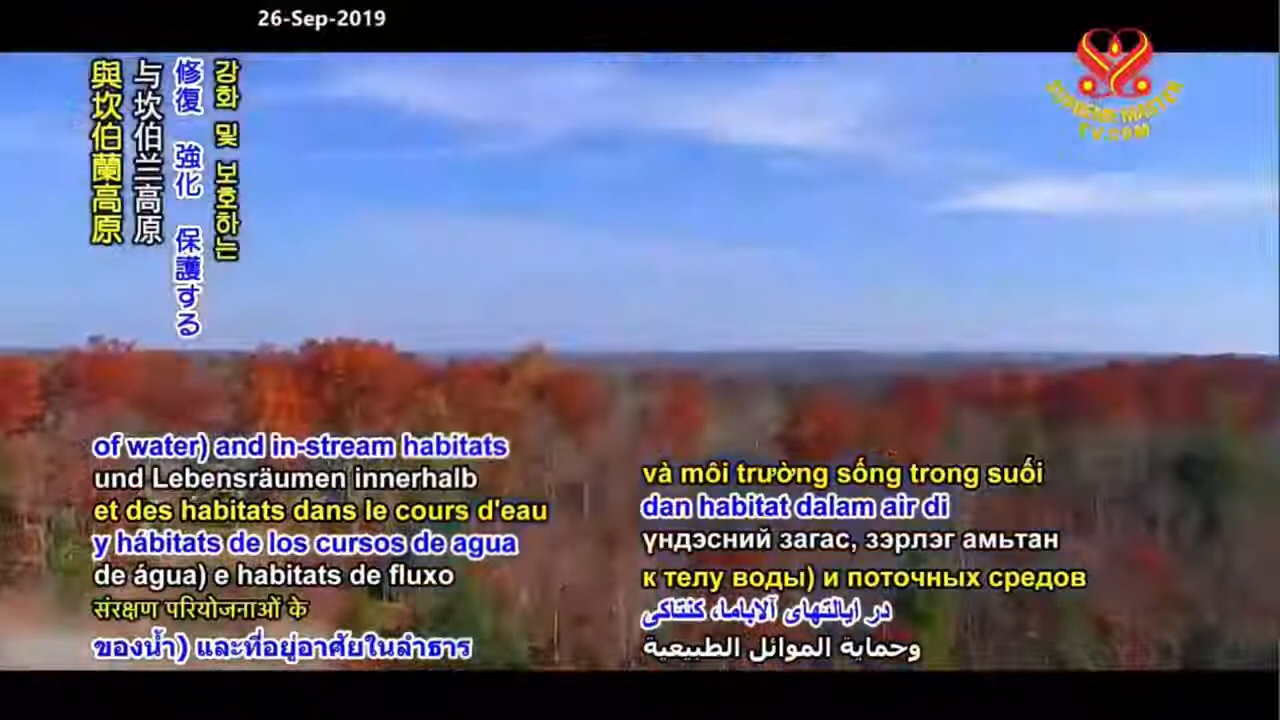 26-Sep-2019
SUPREME MASTER
TV.COM
강화 및 보호하는
修復 強化 保護する
与坎伯兰高原
與坎伯蘭高原
of water) and in-stream habitats
und Lebensräumen innerhalb
et des habitats dans le cours d'eau
y hábitats de los cursos de agua
de água) e habitats de fluxo
संरक्षण परियोजनाओं के
ของน้ำ) และที่อยู่อาศัยในลำธาร
và môi trường sống trong suối
dan habitat dalam air di
үндэсний загас, зэрлэг амьтан
к телу воды) и поточных средов
در ایالتهای آلاباما، کنتاکی
وحماية الموائل الطبيعية